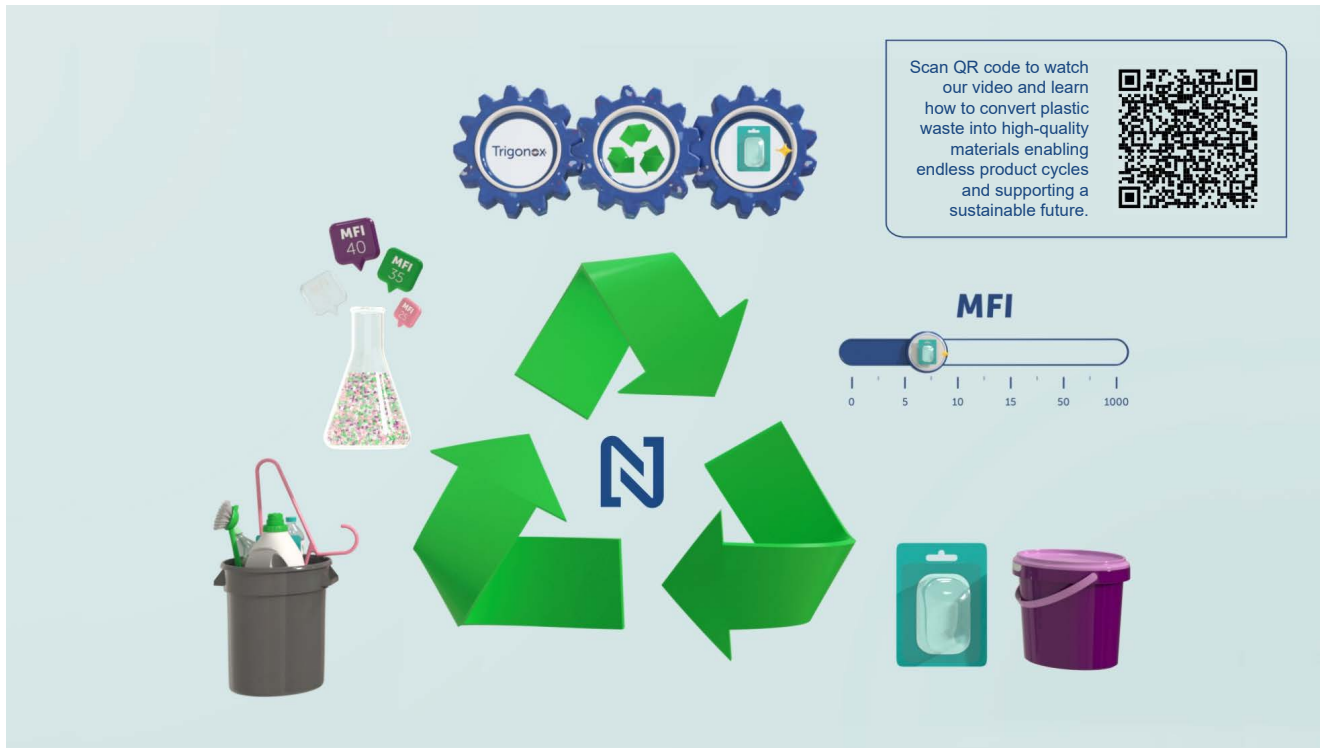 Scan QR code to watch
our video and learn
how to convert plastic
waste into high-quality
materials enabling
endless product cycles
and supporting a
sustainable future.
Trigonox
MFI
40
MFI
35
MFI
25
MFI
0 5 10 15 50 1000
N